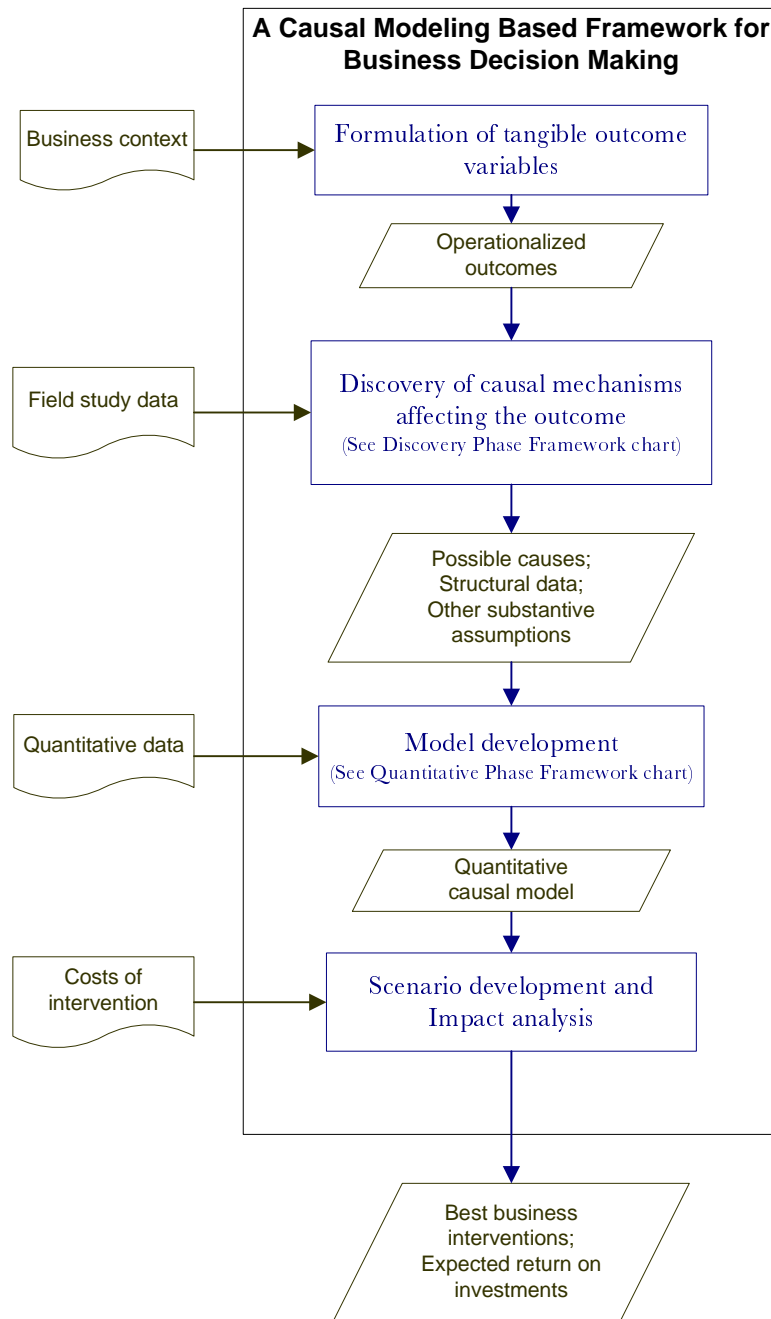 A Causal Modeling Based Framework for
Business Decision Making
Business context
Formulation of tangible outcome
variables
Operationalized
outcomes
Field study data
Discovery of causal mechanisms
affecting the outcome
(See Discovery Phase Framework chart)
Possible causes;
Structural data;
Other substantive
assumptions
Quantitative data
Model development
(See Quantitative Phase Framework chart)
Quantitative
causal model
Costs of
intervention
Scenario development and
Impact analysis
Best business
interventions;
Expected return on
investments